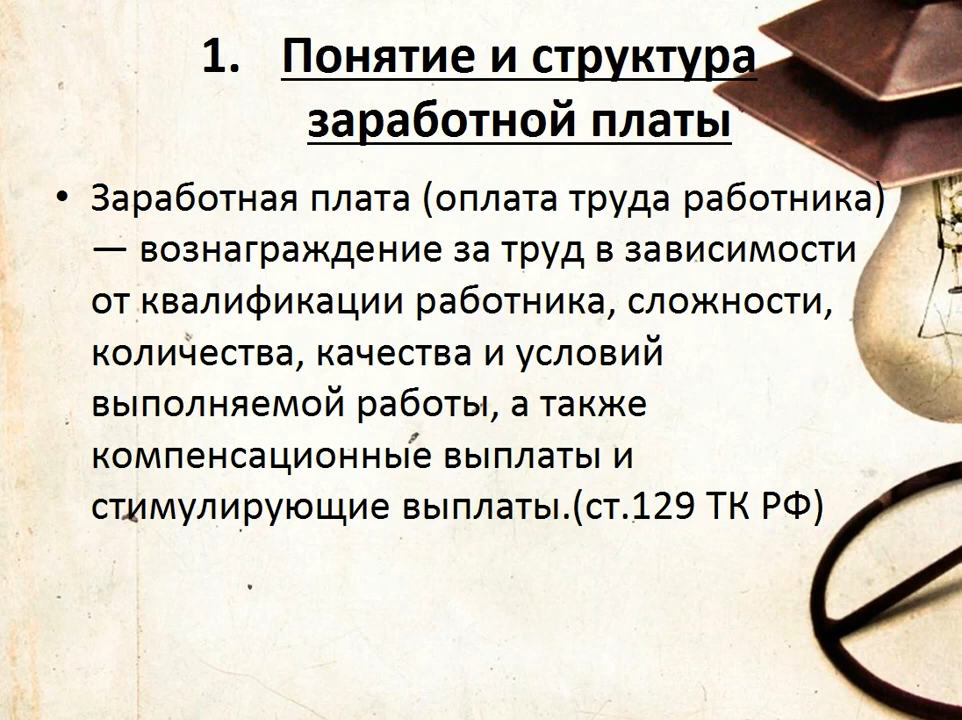 1. Понятие и структура
заработной платы
• Заработная плата (оплата труда работника)
— вознаграждение за труд в зависимости
от квалификации работника, сложности,
количества, качества и условий
выполняемой работы, а также
компенсационные выплаты и
стимулирующие выплаты.(ст.129 ТК РФ)